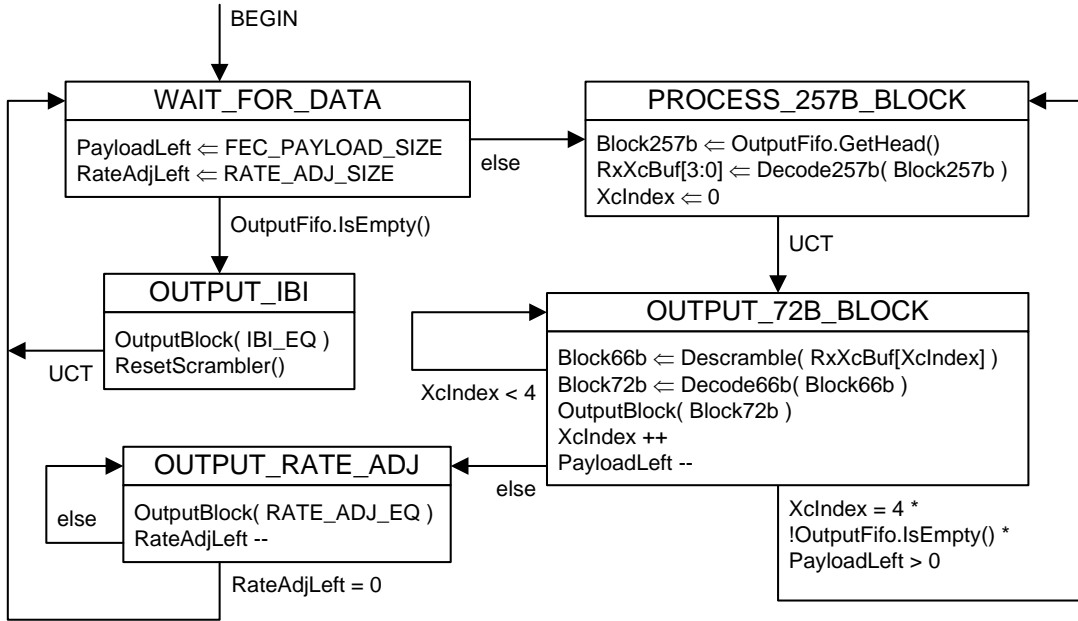 BEGIN
WAIT_FOR_DATA
PayloadLeft ⇐ FEC_PAYLOAD_SIZE
RateAdjLeft ⇐ RATE_ADJ_SIZE
else
OutputFifo.IsEmpty()
PROCESS_257B_BLOCK
Block257b ⇐ OutputFifo.GetHead()
RxXcBuf[3:0] ⇐ Decode257b( Block257b )
XcIndex ⇐ 0
UCT
OUTPUT_IBI
OutputBlock( IBI_EQ )
ResetScrambler()
UCT
OUTPUT_72B_BLOCK
Block66b ⇐ Descramble( RxXcBuf[XcIndex] )
Block72b ⇐ Decode66b( Block66b )
OutputBlock( Block72b )
XcIndex ++
PayloadLeft --
XcIndex < 4
else
OUTPUT_RATE_ADJ
OutputBlock( RATE_ADJ_EQ )
RateAdjLeft --
else
RateAdjLeft = 0
XcIndex = 4 *
!OutputFifo.IsEmpty() *
PayloadLeft > 0